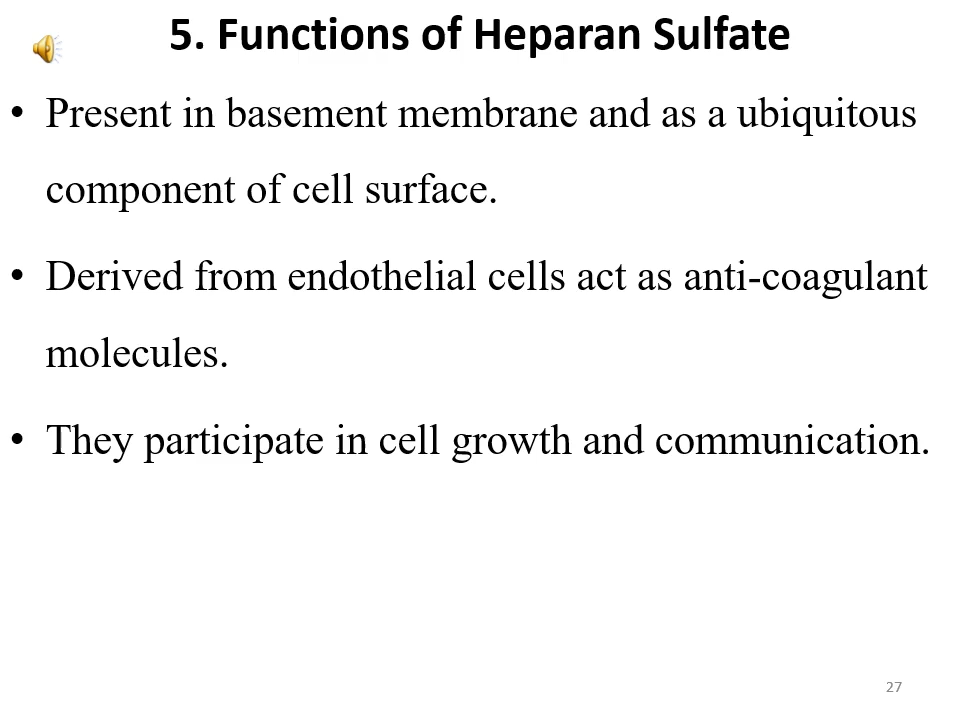 5. Functions of Heparan Sulfate
• Present in basement membrane and as a ubiquitous
component of cell surface.
• Derived from endothelial cells act as anti-coagulant
molecules.
• They participate in cell growth and communication.
27